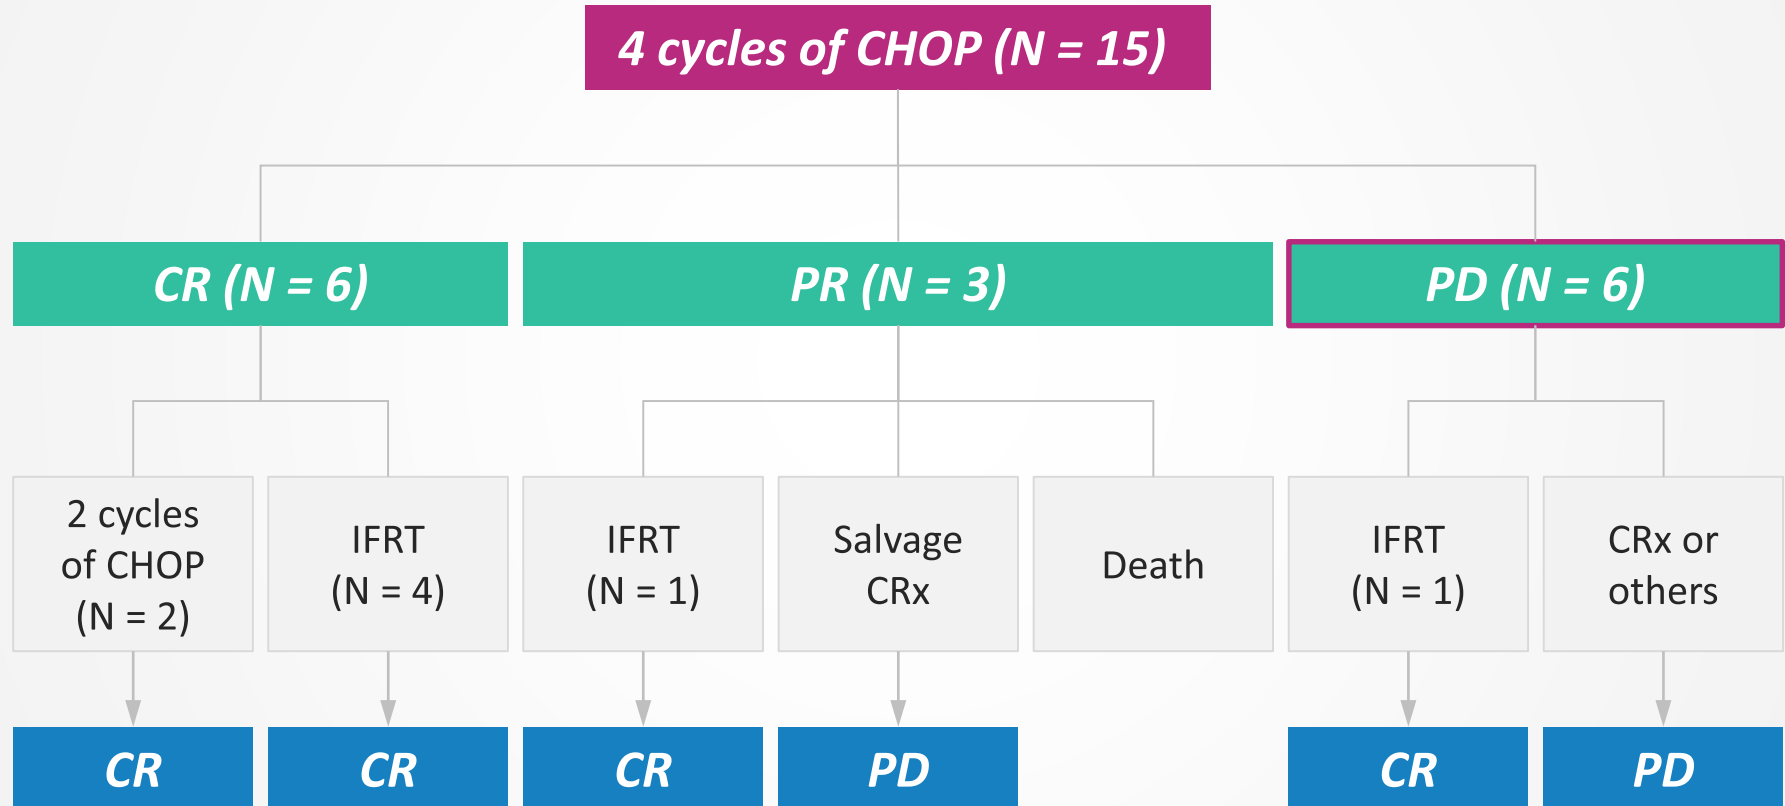 4 cycles of CHOP (N = 15)
CR (N = 6)
PR (N = 3)
PD (N = 6)
2 cycles
of CHOP
(N = 2)
IFRT
(N = 4)
IFRT
(N = 1)
Salvage
CRx
Death
IFRT
(N = 1)
CRx or
others
CR
CR
CR
PD
CR
PD